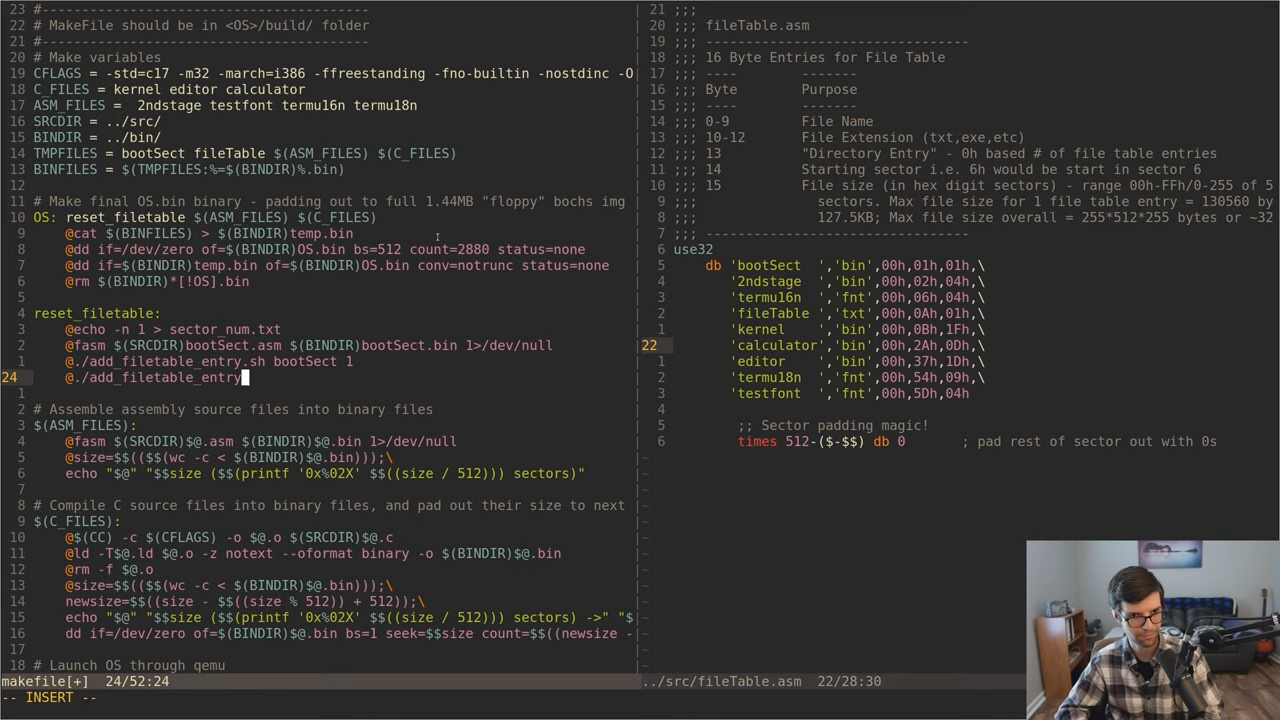 23 #-----------------------------------------
22 # MakeFile should be in <OS>/build/ folder
21 #-----------------------------------------
20 # Make variables
19 CFLAGS = -std=c17 -m32 -march=i386 -ffreestanding -fno-builtin -nostdinc -O
18 C_FILES = kernel editor calculator
17 ASM_FILES =  2ndstage testfont termu16n termu18n
16 SRCDIR = ../src/
15 BINDIR = ../bin/
14 TMPFILES = bootSect fileTable $(ASM_FILES) $(C_FILES)
13 BINFILES = $(TMPFILES:%=$(BINDIR)%.bin)
12
11 # Make final OS.bin binary - padding out to full 1.44MB "floppy" bochs img
10 OS: reset_filetable $(ASM_FILES) $(C_FILES)
9     @cat $(BINFILES) > $(BINDIR)temp.bin
8     @dd if=/dev/zero of=$(BINDIR)OS.bin bs=512 count=2880 status=none
7     @dd if=$(BINDIR)temp.bin of=$(BINDIR)OS.bin conv=notrunc status=none
6     @rm $(BINDIR)*[!OS].bin
5
4 reset_filetable:
3     @echo -n 1 > sector_num.txt
2     @fasm $(SRCDIR)bootSect.asm $(BINDIR)bootSect.bin 1>/dev/null
1     @./add_filetable_entry.sh bootSect 1
24     @./add_filetable_entry
1
2 # Assemble assembly source files into binary files
3 $(ASM_FILES):
4     @fasm $(SRCDIR)$@.asm $(BINDIR)$@.bin 1>/dev/null
5     @size=$$(($$(wc -c < $(BINDIR)$@.bin)));\
6     echo "$@" "$$size ($$(printf '0x%02X' $$((size / 512))) sectors)"
7
8 # Compile C source files into binary files, and pad out their size to next
9 $(C_FILES):
10     @$(CC) -c $(CFLAGS) -o $@.o $(SRCDIR)$@.c
11     @ld -T$@.ld $@.o -z notext --oformat binary -o $(BINDIR)$@.bin
12     @rm -f $@.o
13     @size=$$(($$(wc -c < $(BINDIR)$@.bin)));\
14     newsize=$$((size - $$((size % 512)) + 512));\
15     echo "$@" "$$size ($$(printf '0x%02X' $$((size / 512))) sectors) ->" "$
16     dd if=/dev/zero of=$(BINDIR)$@.bin bs=1 seek=$$size count=$$((newsize -
17
18 # Launch OS through qemu
makefile[+]  24/52:24
-- INSERT --
21 ;;;
20 ;;; fileTable.asm
19 ;;; ---------------------------------
18 ;;; 16 Byte Entries for File Table
17 ;;; ----        -------
16 ;;; Byte        Purpose
15 ;;; ----        -------
14 ;;; 0-9         File Name
13 ;;; 10-12       File Extension (txt,exe,etc)
12 ;;; 13          "Directory Entry" - 0h based # of file table entries
11 ;;; 14          Starting sector i.e. 6h would be start in sector 6
10 ;;; 15          File size (in hex digit sectors) - range 00h-FFh/0-255 of 5
9 ;;;               sectors. Max file size for 1 file table entry = 130560 by
8 ;;;               127.5KB; Max file size overall = 255*512*255 bytes or ~32
7 ;;; ---------------------------------
6 use32
5     db 'bootSect  ','bin',00h,01h,01h,\
4        '2ndstage  ','bin',00h,02h,04h,\
3        'termu16n  ','fnt',00h,06h,04h,\
2        'fileTable ','txt',00h,0Ah,01h,\
1        'kernel    ','bin',00h,0Bh,1Fh,\
22        'calculator','bin',00h,2Ah,0Dh,\
1        'editor    ','bin',00h,37h,1Dh,\
2        'termu18n  ','fnt',00h,54h,09h,\
3        'testfont  ','fnt',00h,5Dh,04h
4
5         ;; Sector padding magic!
6         times 512-($-$$) db 0       ; pad rest of sector out with 0s
../src/fileTable.asm  22/28:30